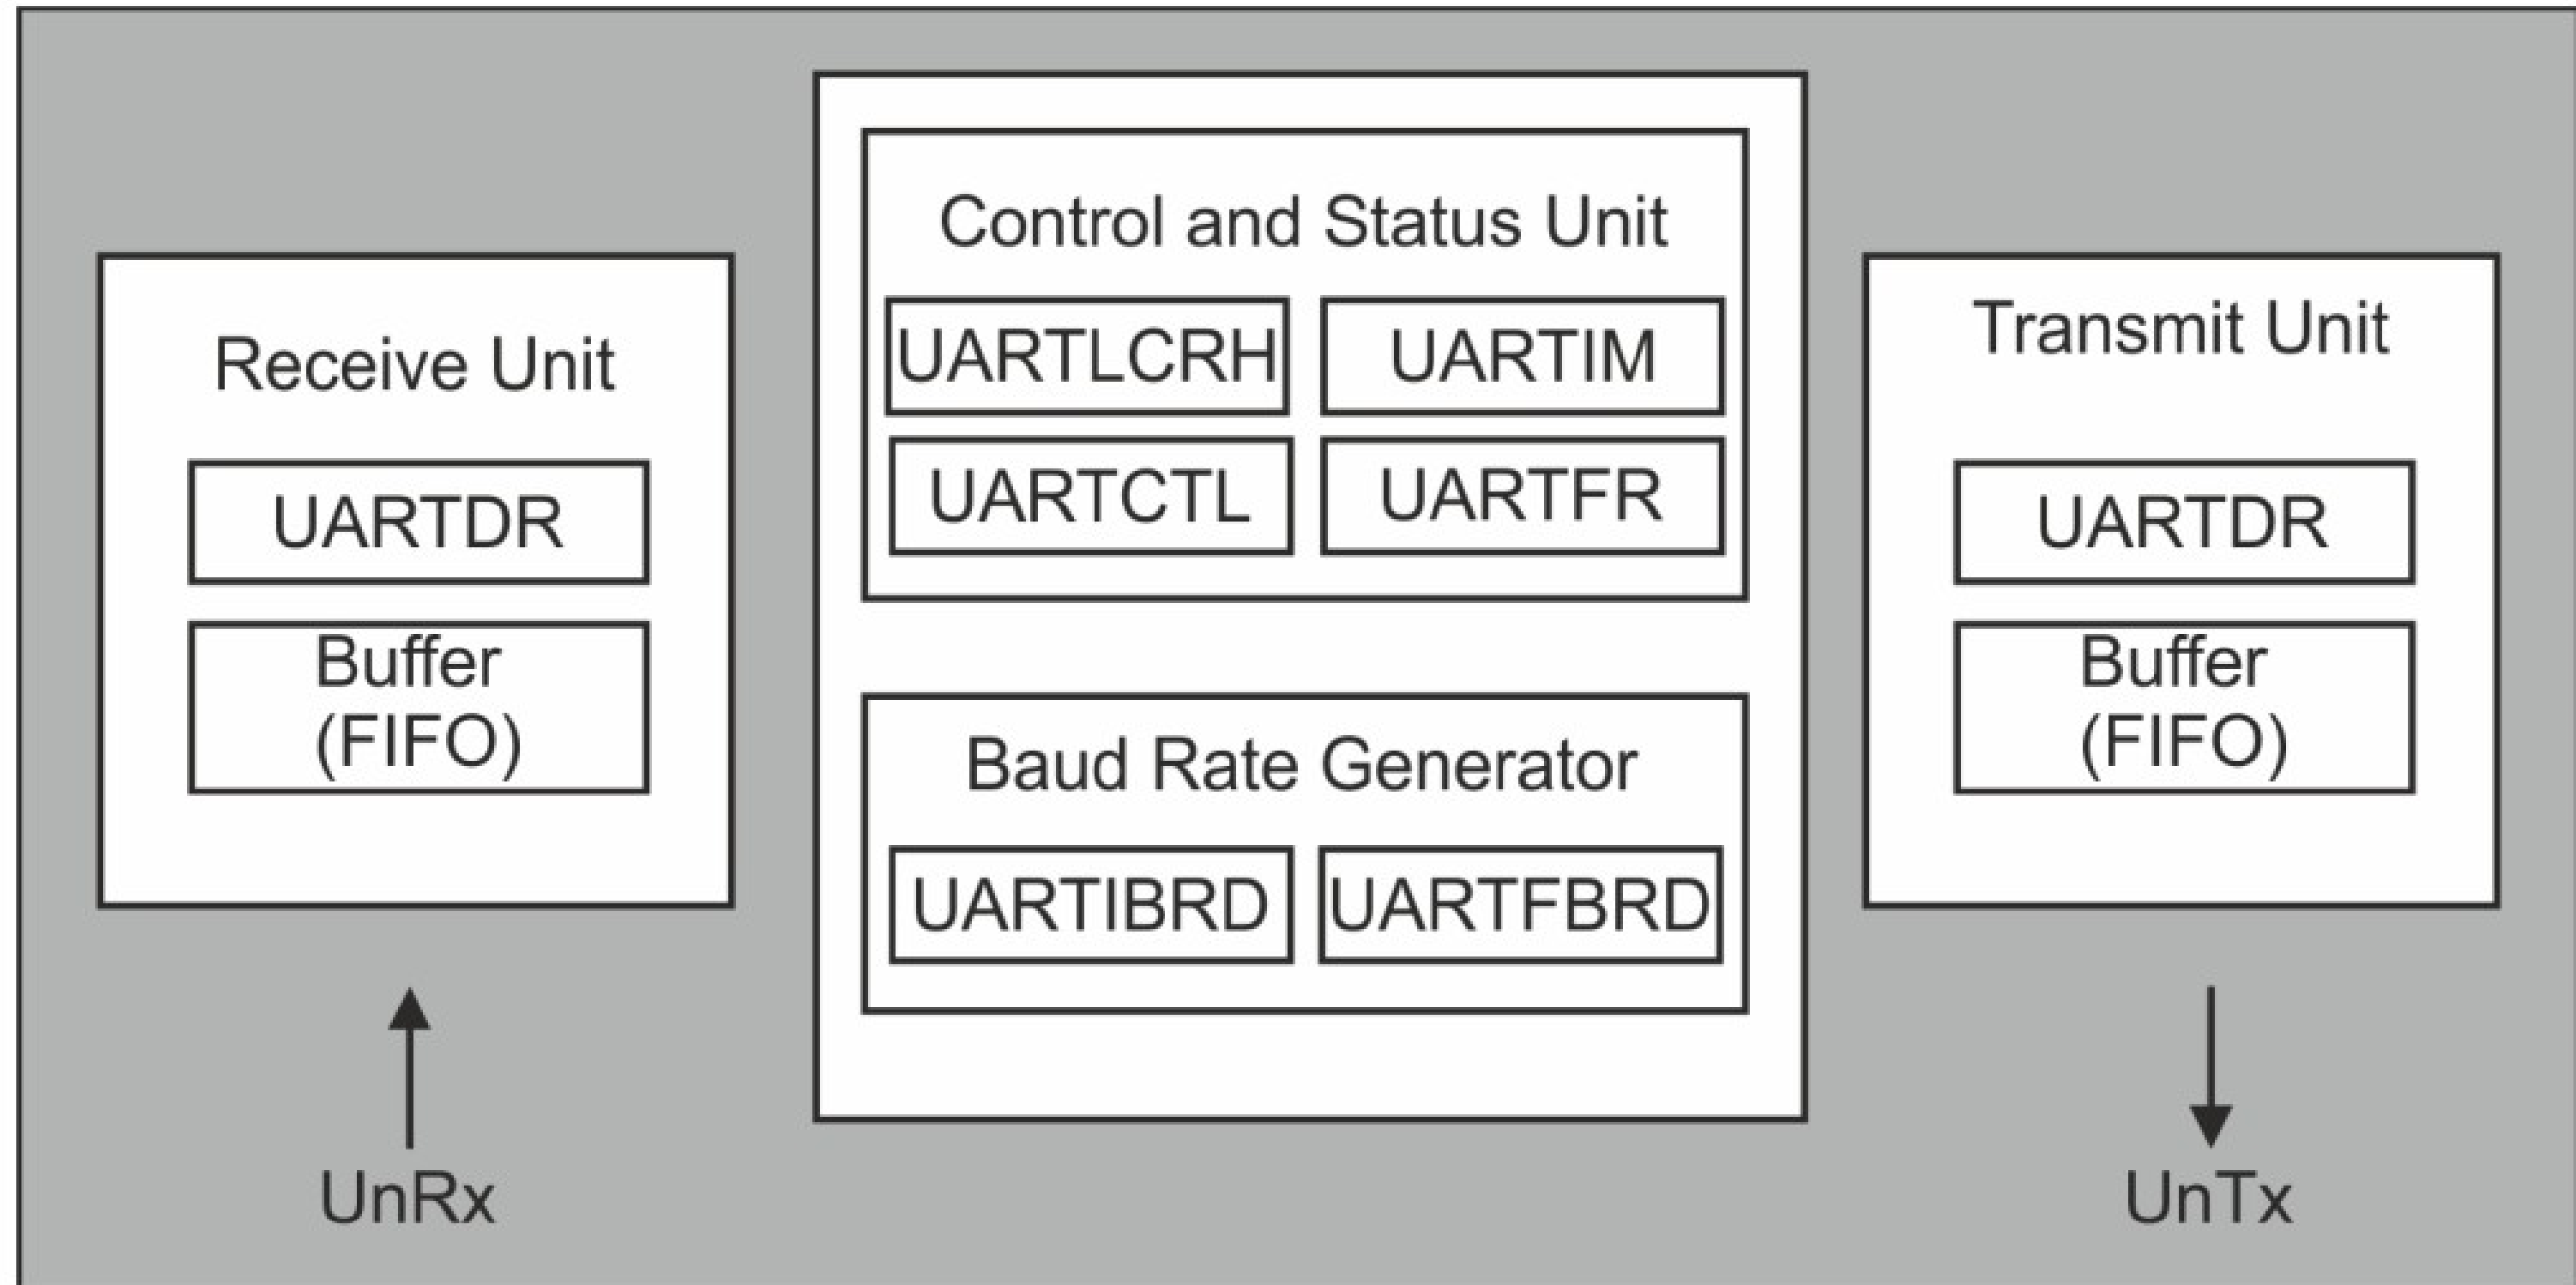 Receive Unit
UARTDR
Buffer
(FIFO)
UnRx
Control and Status Unit
UARTLCRH
UARTIM
UARTCTL
UARTFR
Baud Rate Generator
UARTIBRD
UARTFBRD
Transmit Unit
UARTDR
Buffer
(FIFO)
UnTx